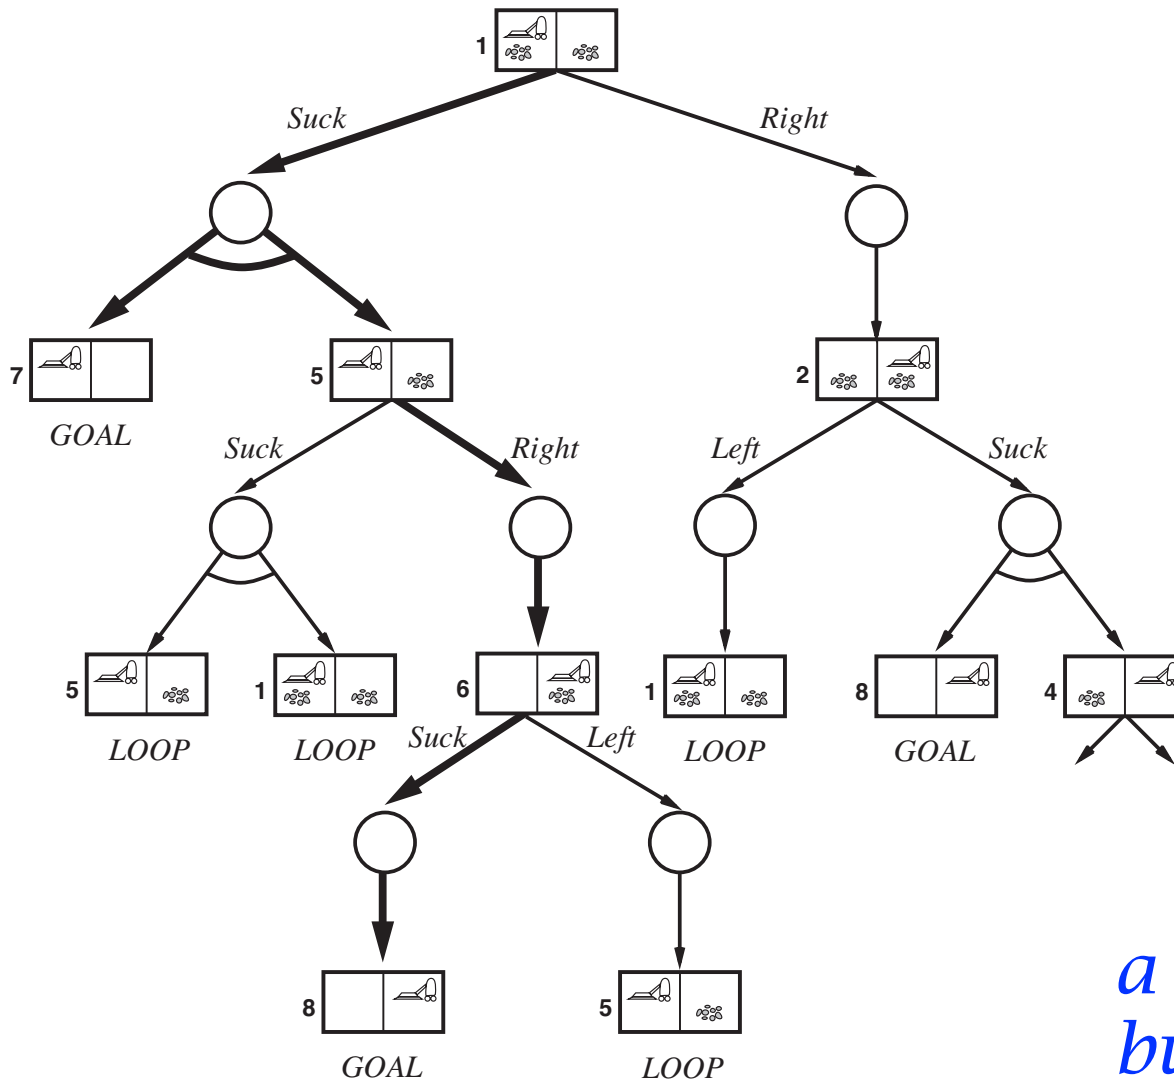 1
Suck Right
7 5 2
GOAL
Suck Right Left Suck
5 1 6 1 8 4
LOOP LOOP LOOP GOAL
Suck Left
8 5
GOAL LOOP
a